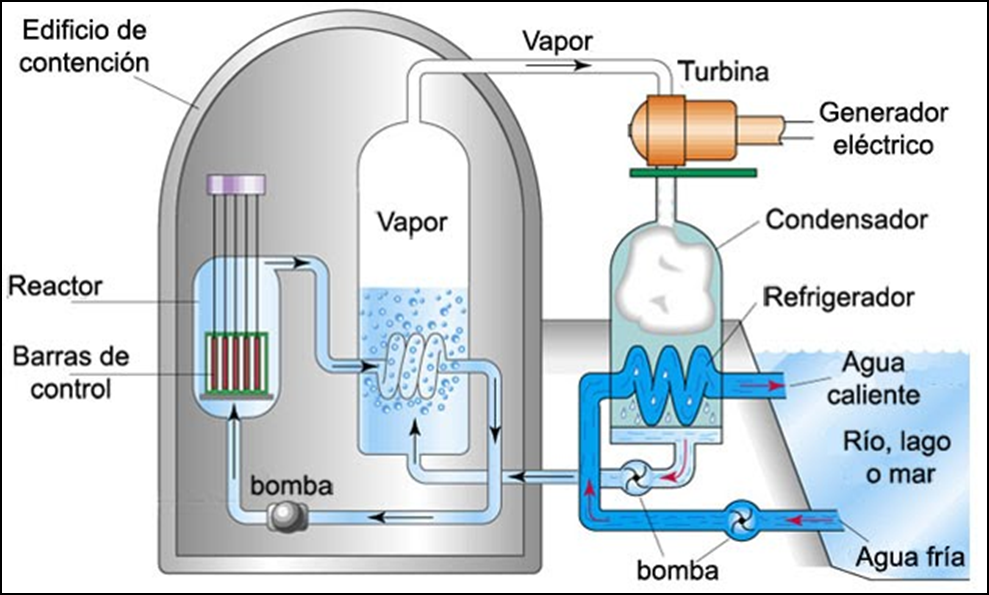 Edificio de
contención
Vapor
Turbina
Generador
eléctrico
Vapor
Condensador
Reactor
Refrigerador
Barras de
control
Agua
caliente
Río, lago
o mar
bomba
Agua fría
bomba